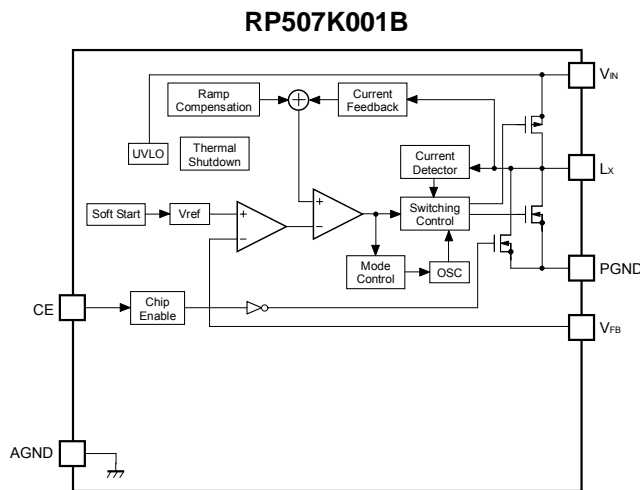 RP507K001B
VIN
Ramp
Compensation
Current
Feedback
UVLO
Thermal
Shutdown
Current
Detector
LX
Soft Start
Vref
+
−
+
−
Switching
Control
Mode
Control
OSC
PGND
CE
Chip
Enable
VFB
AGND